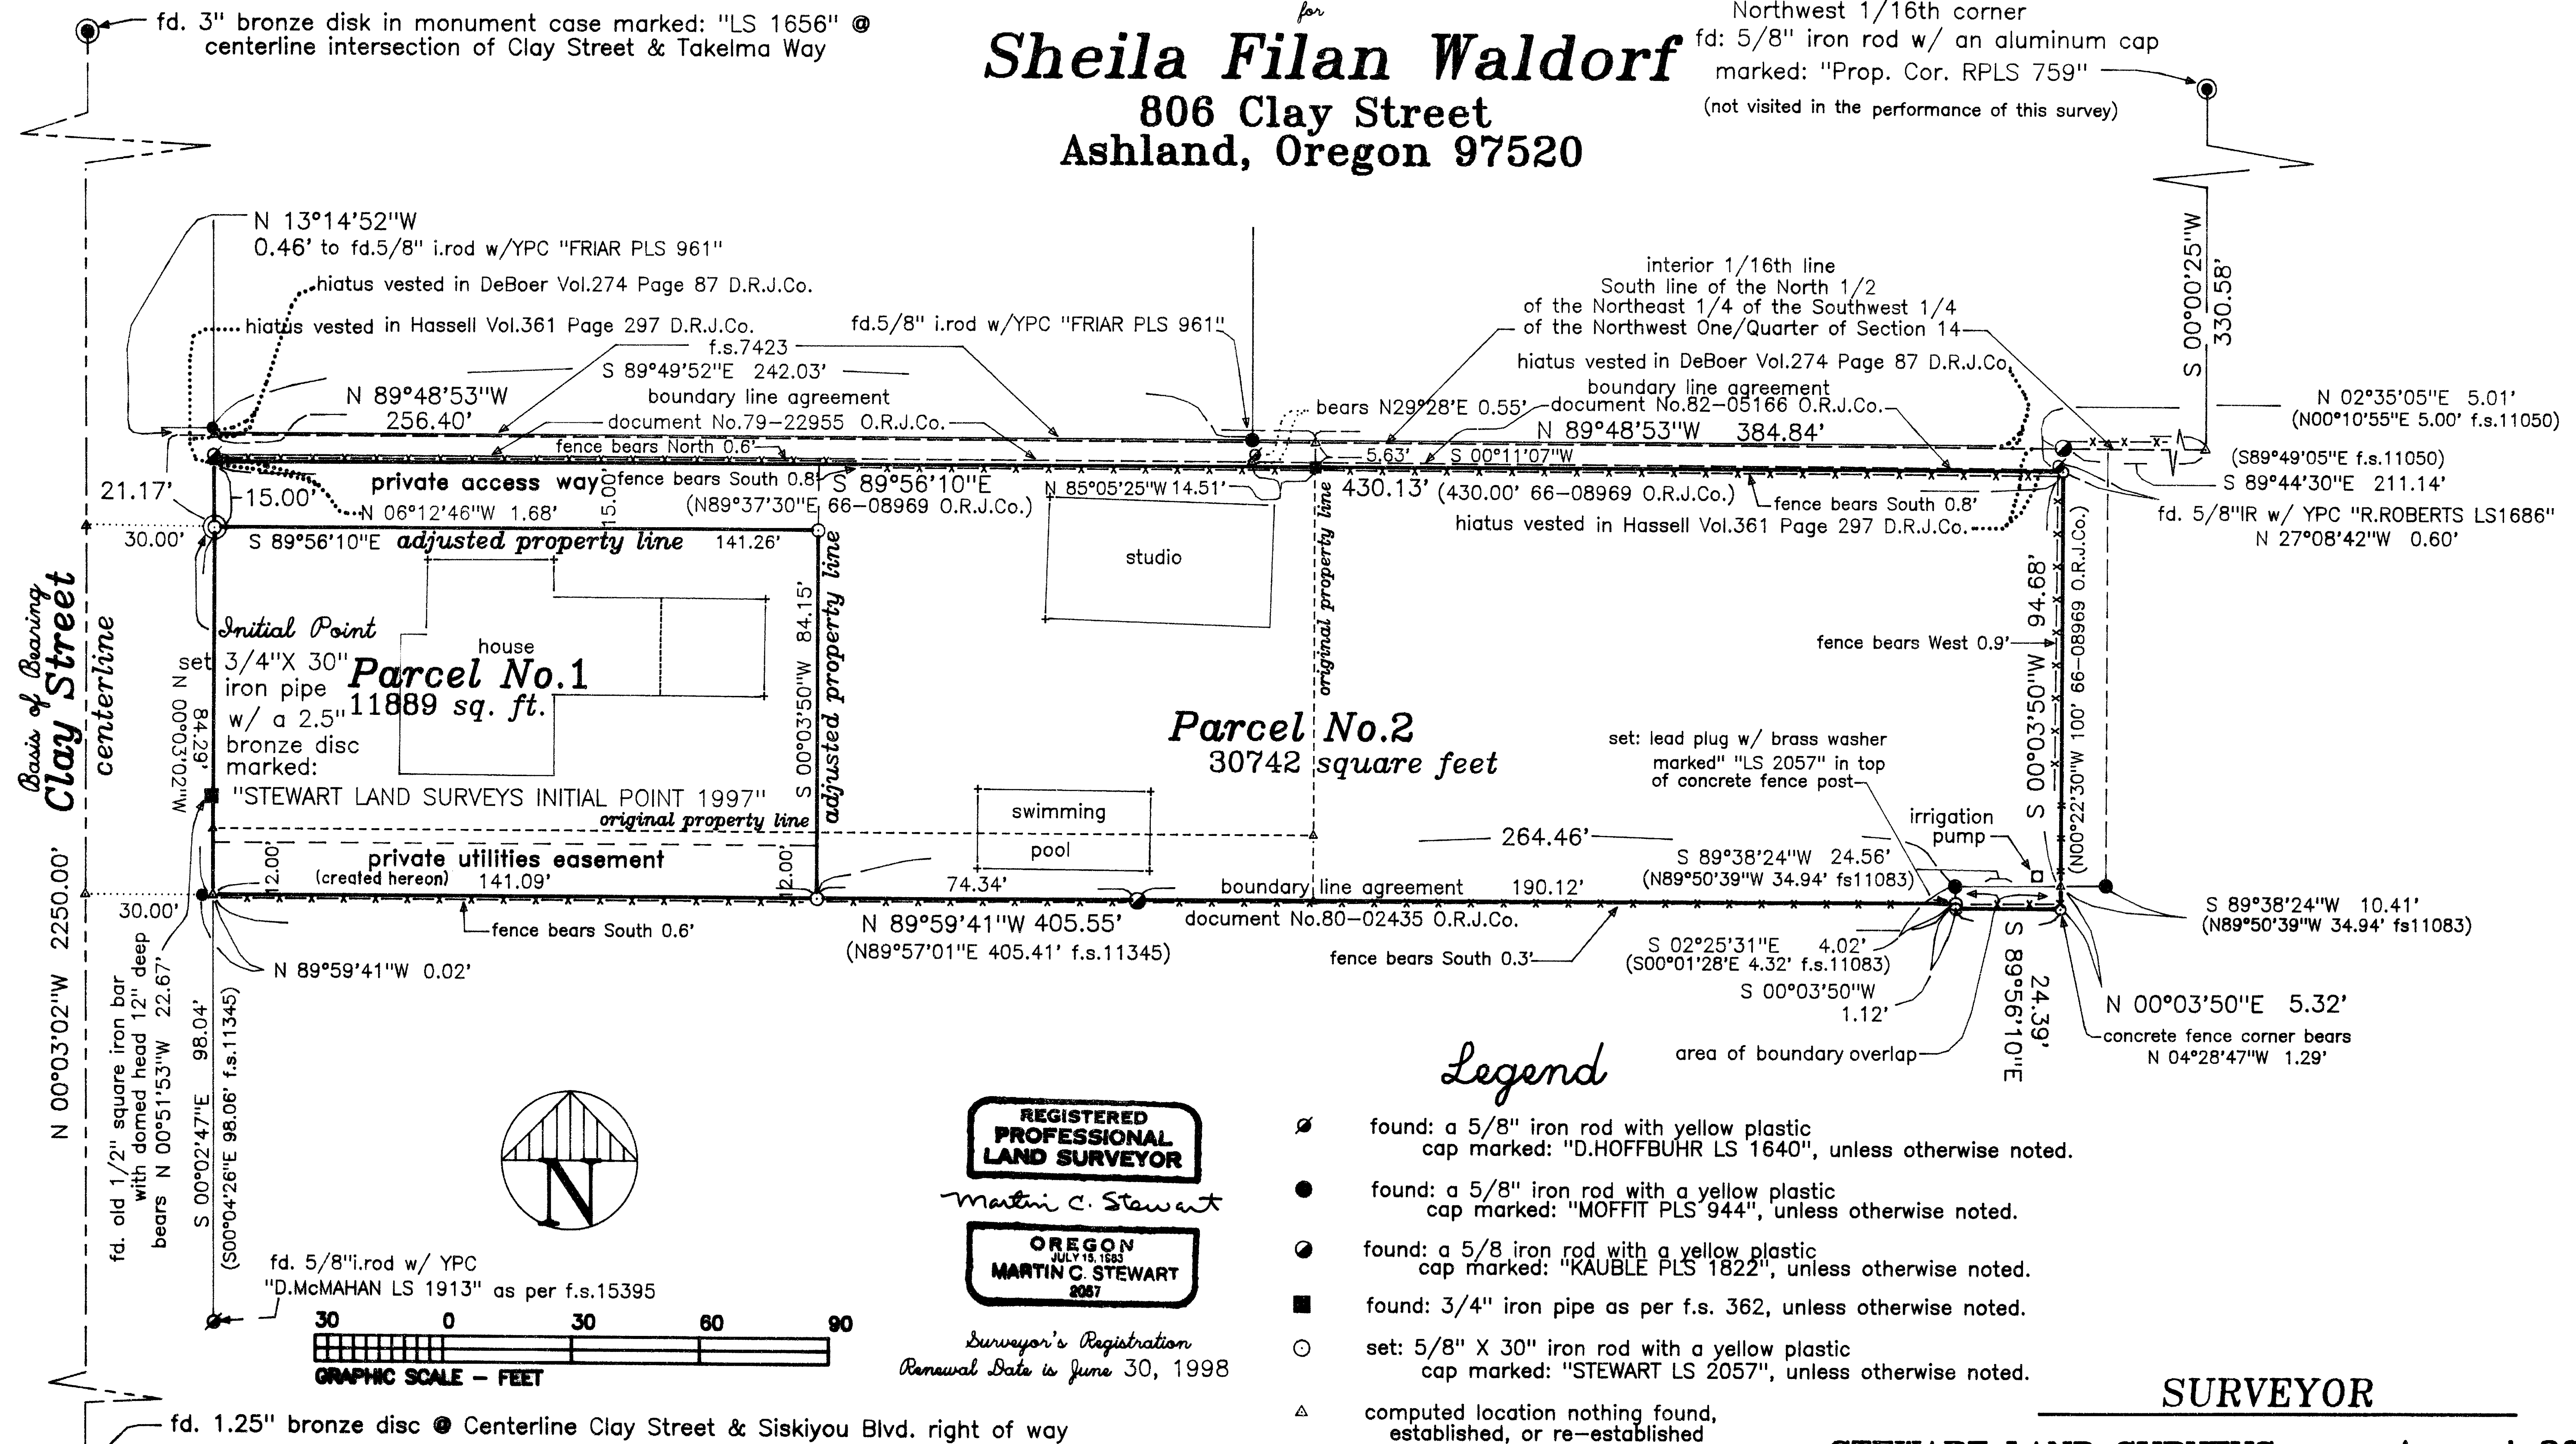 fd. 3" bronze disk in monument case marked: "LS 1656" @
centerline intersection of Clay Street & Takelma Way
for
Sheila Filan Waldorf
806 Clay Street
Ashland, Oregon 97520
Northwest 1/16th corner
fd: 5/8" iron rod w/ an aluminum cap
marked: "Prop. Cor. RPLS 759"
(not visited in the performance of this survey)
N 13°14'52"W
0.46' to fd.5/8" i.rod w/YPC "FRIAR PLS 961"
hiatus vested in DeBoer Vol.274 Page 87 D.R.J.Co.
hiatus vested in Hassell Vol.361 Page 297 D.R.J.Co.
f.s.7423
S 89°49'52"E 242.03'
N 89°48'53"W
256.40'
boundary line agreement
document No.79-22955 O.R.J.Co.
fence bears North 0.6'
fd.5/8" i.rod w/YPC "FRIAR PLS 961"
interior 1/16th line
South line of the North 1/2
of the Northeast 1/4 of the Southwest 1/4
of the Northwest One/Quarter of Section 14
hiatus vested in DeBoer Vol.274 Page 87 D.R.J.Co.
boundary line agreement
bears N29°28'E 0.55'
document No.82-05166 O.R.J.Co.
N 89°48'53"W 384.84'
5.63' S 00°11'07"W
S 00°00'25"W
330.58'
N 02°35'05"E 5.01'
(N00°10'55"E 5.00' f.s.11050)
(S89°49'05"E f.s.11050)
S 89°44'30"E 211.14'
fd. 5/8"IR w/ YPC "R.ROBERTS LS1686"
N 27°08'42"W 0.60'
21.17'
15.00'
private access way
15.00'
fence bears South 0.8'
S 89°56'10"E
(N89°37'30"E 66-08969 O.R.J.Co.)
N 85°05'25"W 14.51'
430.13' (430.00' 66-08969 O.R.J.Co.)
fence bears South 0.8'
hiatus vested in Hassell Vol.361 Page 297 D.R.J.Co.
N 06°12'46"W 1.68'
30.00'
S 89°56'10"E adjusted property line 141.26'
studio
original property line
Basis of Bearing
Clay Street
centerline
N 00°03'02"W 2250.00'
Initial Point
set 3/4"X 30"
iron pipe
w/ a 2.5"
bronze disc
marked:
"STEWART LAND SURVEYS INITIAL POINT 1997"
house
Parcel No.1
11889 sq. ft.
84.29'
N 00°03'02"W
S 00°03'50"W 84.15'
adjusted property line
original property line
Parcel No.2
30742 square feet
fence bears West 0.9'
S 00°03'50"W 94.68'
(N00°22'30"W 100' 66-08969 O.R.J.Co.)
set: lead plug w/ brass washer
marked" "LS 2057" in top
of concrete fence post
irrigation
pump
swimming
pool
264.46'
S 89°38'24"W 24.56'
(N89°50'39"W 34.94' fs11083)
private utilities easement
(created hereon) 141.09'
12.00'
12.00'
74.34'
boundary line agreement 190.12'
document No.80-02435 O.R.J.Co.
N 89°59'41"W 405.55'
(N89°57'01"E 405.41' f.s.11345)
30.00'
fence bears South 0.6'
N 89°59'41"W 0.02'
fence bears South 0.3'
S 02°25'31"E 4.02'
(S00°01'28"E 4.32' f.s.11083)
S 00°03'50"W
1.12'
area of boundary overlap
24.39'
S 89°56'10"E
S 89°38'24"W 10.41'
(N89°50'39"W 34.94' fs11083)
N 00°03'50"E 5.32'
concrete fence corner bears
N 04°28'47"W 1.29'
fd. old 1/2" square iron bar
with domed head 12" deep
bears N 00°51'53"W 22.67'
S 00°02'47"E 98.04'
(S00°04'26"E 98.06' f.s.11345)
fd. 5/8"i.rod w/ YPC
"D.McMAHAN LS 1913" as per f.s.15395
N
30 0 30 60 90
GRAPHIC SCALE - FEET
fd. 1.25" bronze disc @ Centerline Clay Street & Siskiyou Blvd. right of way
REGISTERED
PROFESSIONAL
LAND SURVEYOR
Martin C. Stewart
OREGON
JULY 15, 1983
MARTIN C. STEWART
2057
Surveyor's Registration
Renewal Date is June 30, 1998
Legend
found: a 5/8" iron rod with yellow plastic
cap marked: "D.HOFFBUHR LS 1640", unless otherwise noted.
found: a 5/8" iron rod with a yellow plastic
cap marked: "MOFFIT PLS 944", unless otherwise noted.
found: a 5/8 iron rod with a yellow plastic
cap marked: "KAUBLE PLS 1822", unless otherwise noted.
found: 3/4" iron pipe as per f.s. 362, unless otherwise noted.
set: 5/8" X 30" iron rod with a yellow plastic
cap marked: "STEWART LS 2057", unless otherwise noted.
computed location nothing found,
established, or re-established
SURVEYOR